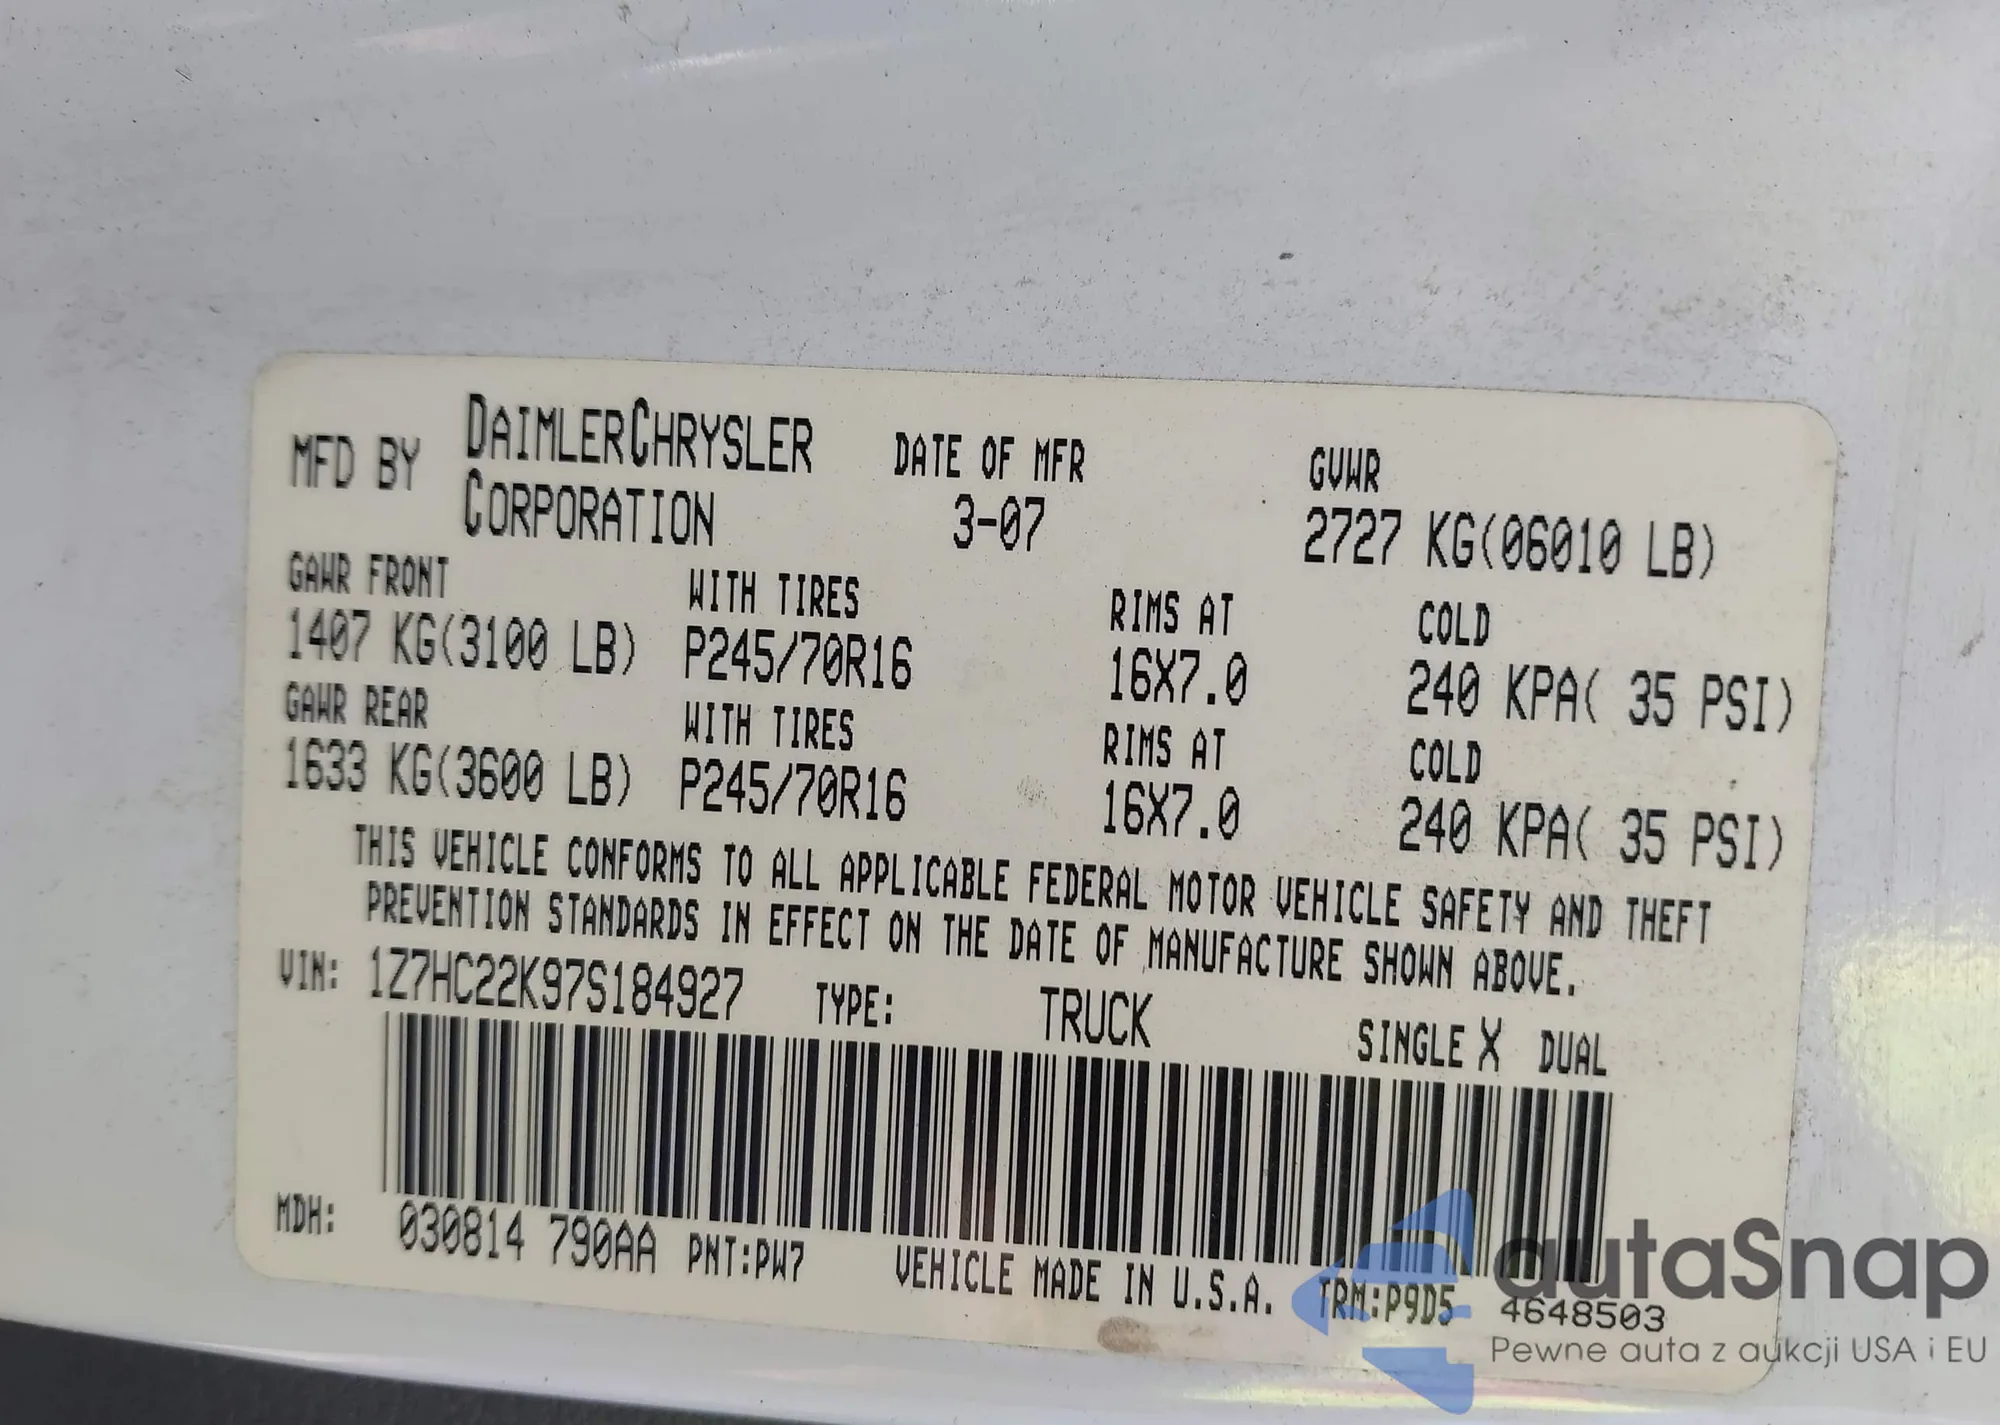 MFD BY DAIMLERCHRYSLER CORPORATION DATE OF MFR GVWR
3-07 2727 KG(06010 LB)
GAWR FRONT WITH TIRES RIMS AT COLD
1407 KG(3100 LB) P245/70R16 16X7.0 240 KPA( 35 PSI)
GAWR REAR WITH TIRES RIMS AT COLD
1633 KG(3600 LB) P245/70R16 16X7.0 240 KPA( 35 PSI)
THIS VEHICLE CONFORMS TO ALL APPLICABLE FEDERAL MOTOR VEHICLE SAFETY AND THEFT
PREVENTION STANDARDS IN EFFECT ON THE DATE OF MANUFACTURE SHOWN ABOVE.
VIN: 1Z7HC22K97S184927 TYPE: TRUCK SINGLE X DUAL
MDH: 030814 790AA PNT:PW7 VEHICLE MADE IN U.S.A. TRM:P9D5 4648503
autaSnap
Pewne auta z aukcji USA i EU